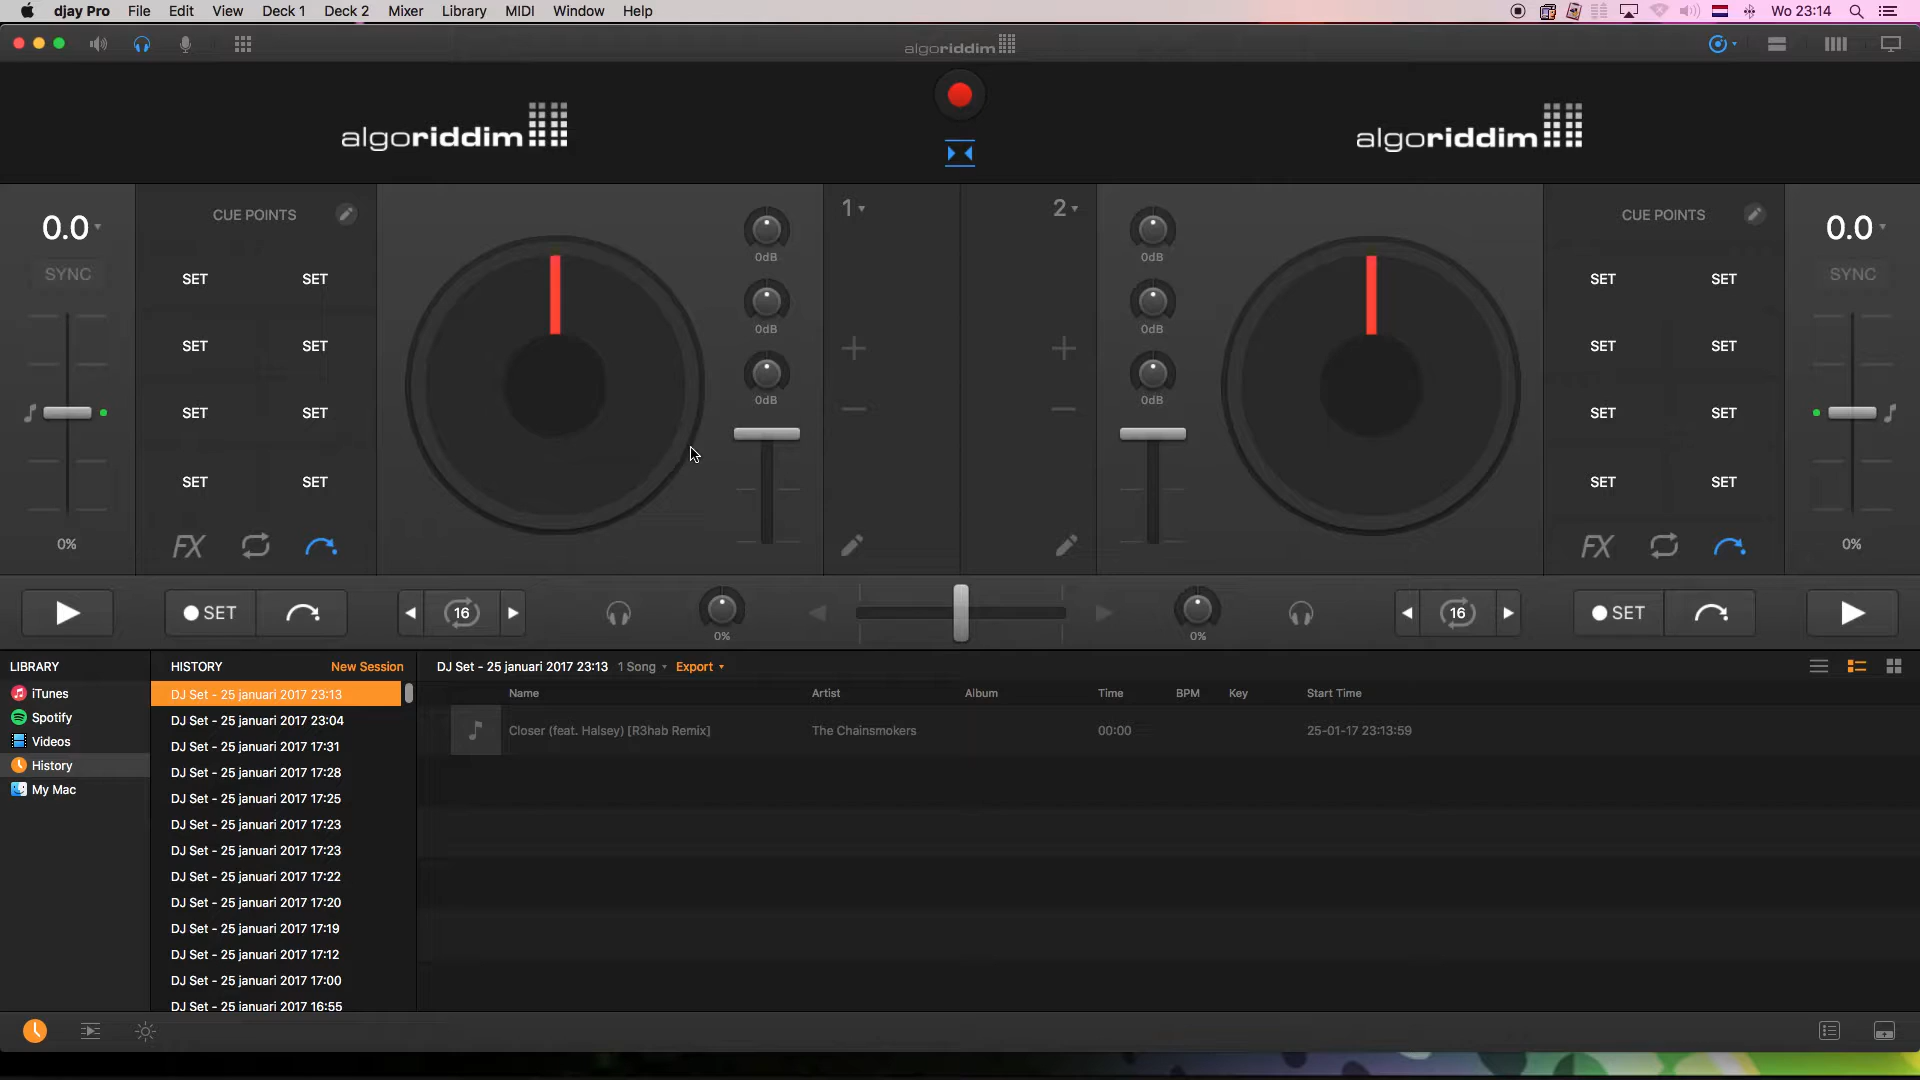 djay Pro File Edit View Deck 1 Deck 2 Mixer Library MIDI Window Help Wo 23:14
algoriddim
algoriddim algoriddim
0.0 CUE POINTS 1 2 CUE POINTS 0.0
SYNC 0dB 0dB SYNC
SET SET SET SET
0dB 0dB
SET SET SET SET
0dB 0dB
SET SET SET SET
SET SET SET SET
0% FX FX 0%
SET 16 16 SET
0% 0%
LIBRARY HISTORY New Session DJ Set - 25 januari 2017 23:13 1 Song Export
iTunes DJ Set - 25 januari 2017 23:13 Name Artist Album Time BPM Key Start Time
Spotify DJ Set - 25 januari 2017 23:04 Closer (feat. Halsey) [R3hab Remix] The Chainsmokers 00:00 25-01-17 23:13:59
Videos DJ Set - 25 januari 2017 17:31
History DJ Set - 25 januari 2017 17:28
My Mac DJ Set - 25 januari 2017 17:25
DJ Set - 25 januari 2017 17:23
DJ Set - 25 januari 2017 17:23
DJ Set - 25 januari 2017 17:22
DJ Set - 25 januari 2017 17:20
DJ Set - 25 januari 2017 17:19
DJ Set - 25 januari 2017 17:12
DJ Set - 25 januari 2017 17:00
DJ Set - 25 januari 2017 16:55